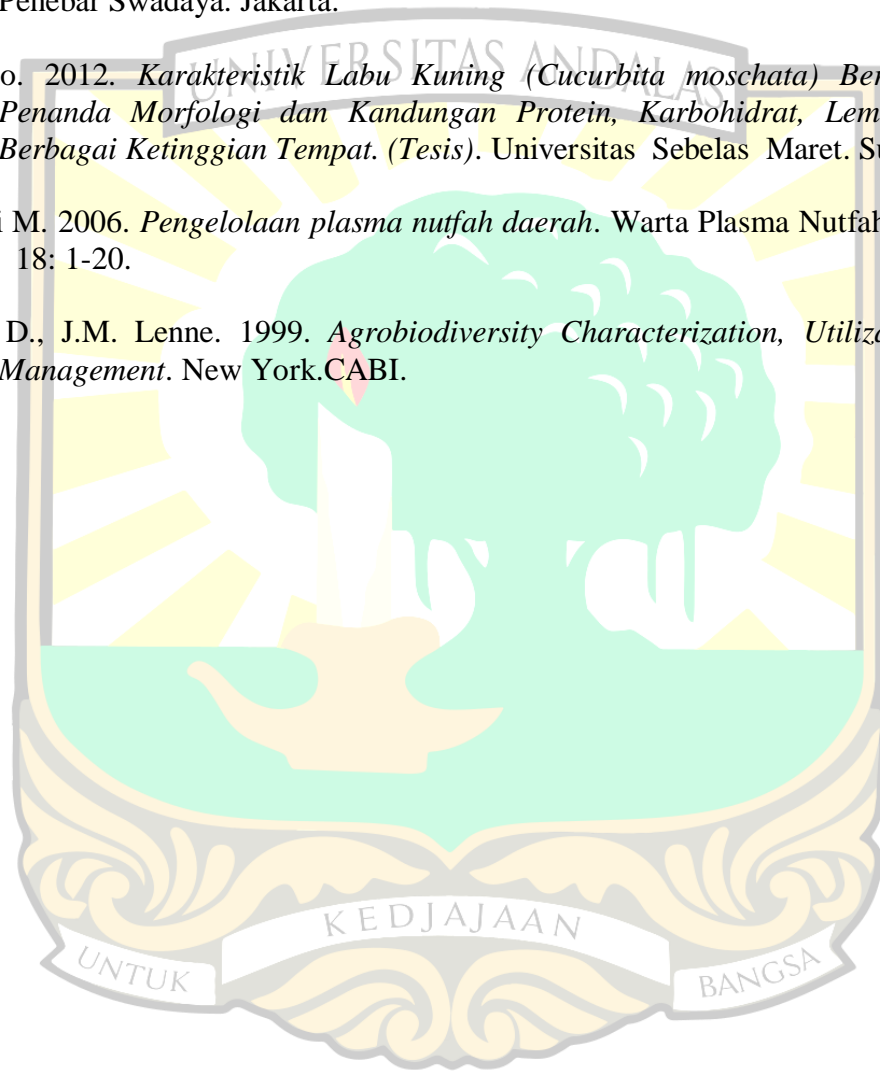 Penebar Swadaya. Jakarta.
UNIVERSITAS ANDALAS
o. 2012. Karakteristik Labu Kuning (Cucurbita moschata) Ber
Penanda Morfologi dan Kandungan Protein, Karbohidrat, Lem
Berbagai Ketinggian Tempat. (Tesis). Universitas Sebelas Maret. Su
i M. 2006. Pengelolaan plasma nutfah daerah. Warta Plasma Nutfah
18: 1-20.
D., J.M. Lenne. 1999. Agrobiodiversity Characterization, Utiliza
Management. New York.CABI.
UNTUK KEDJAJAAN BANGSA